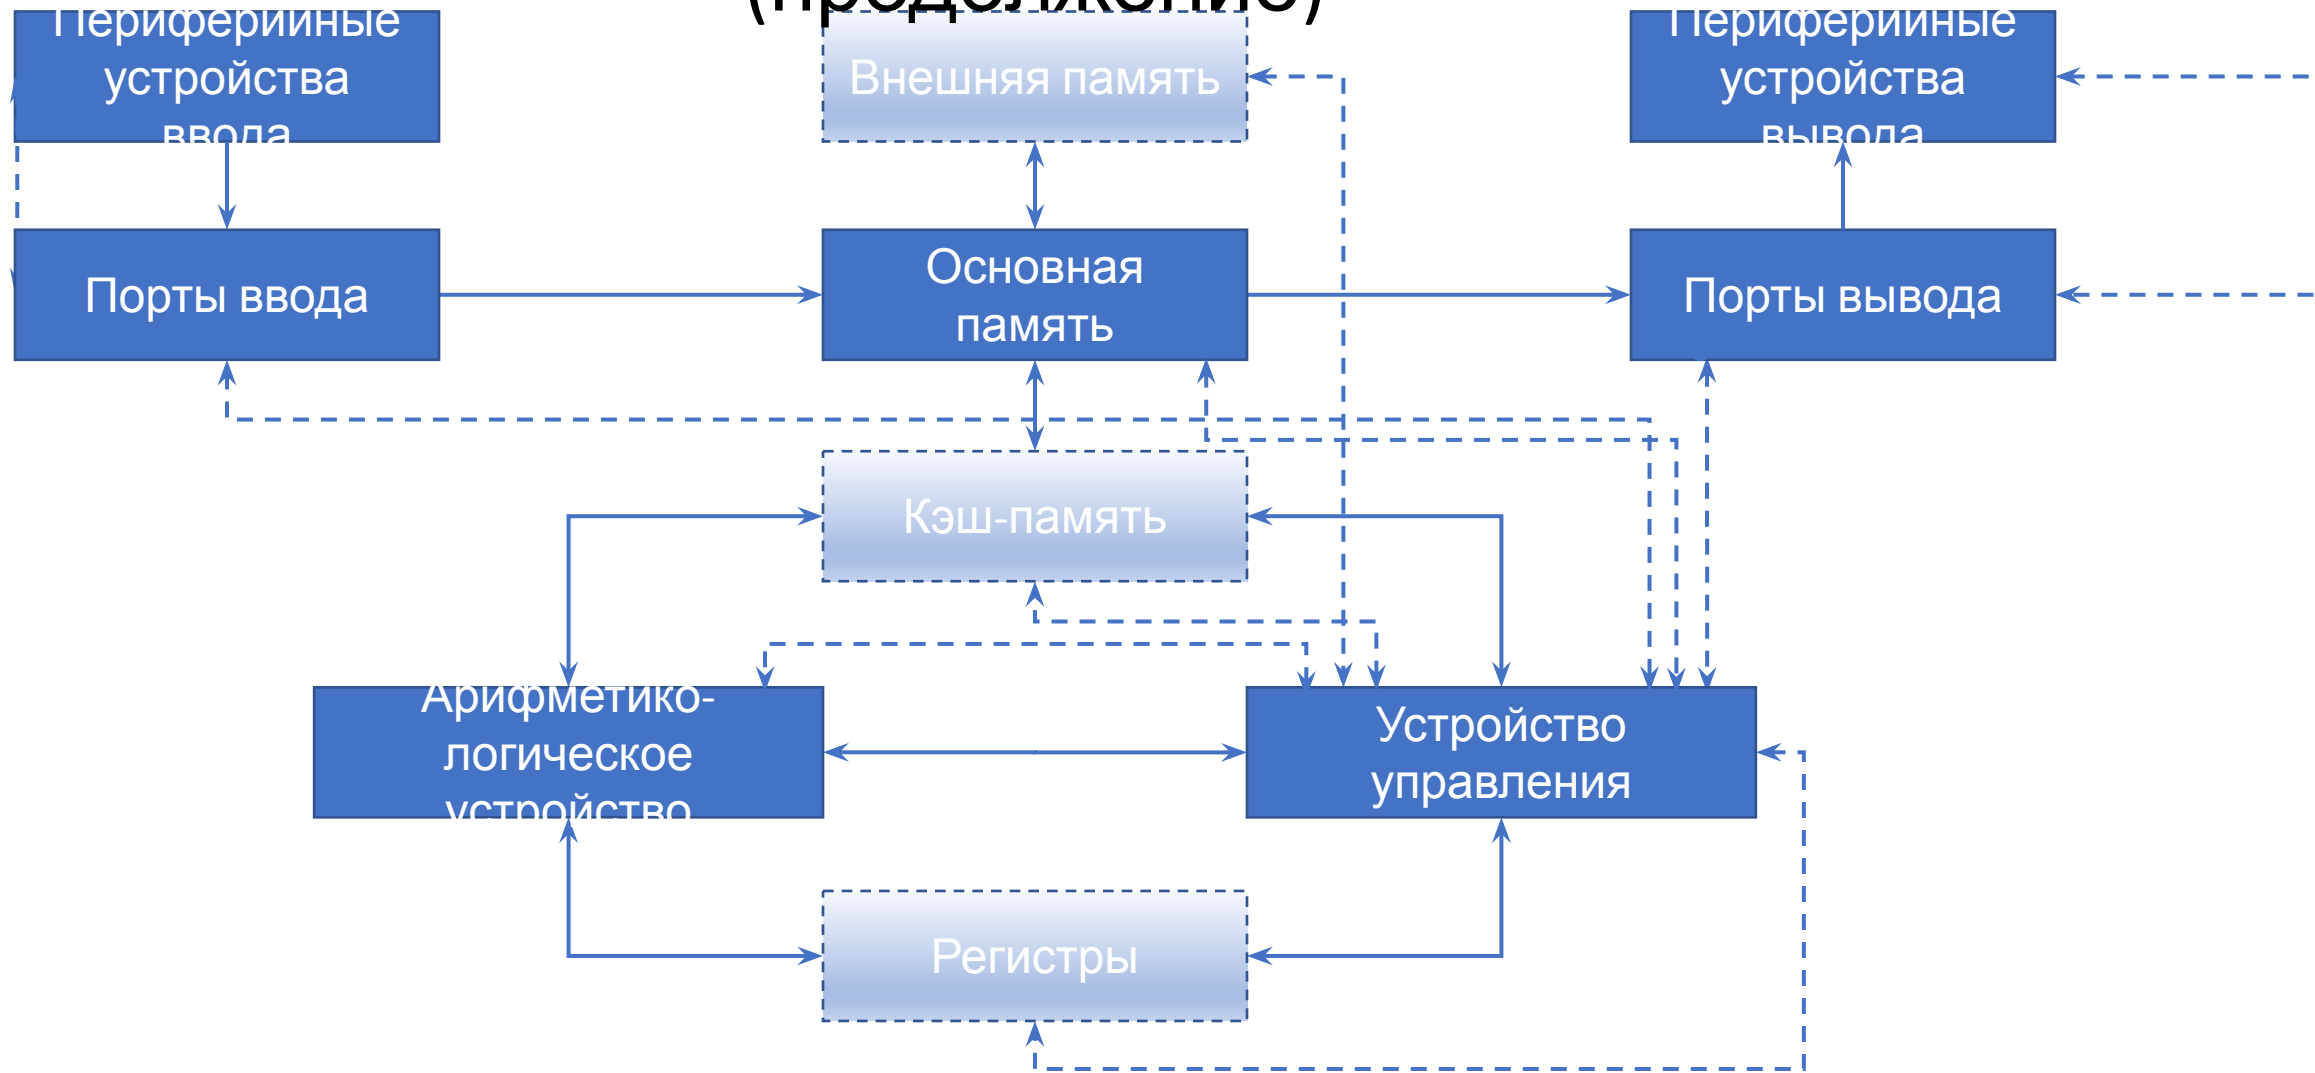 (продолжение)
Периферийные
устройства
ввода
Внешняя память
Периферийные
устройства
вывода
Порты ввода
Основная
память
Порты вывода
Кэш-память
Арифметико-
логическое
устройство
Устройство
управления
Регистры